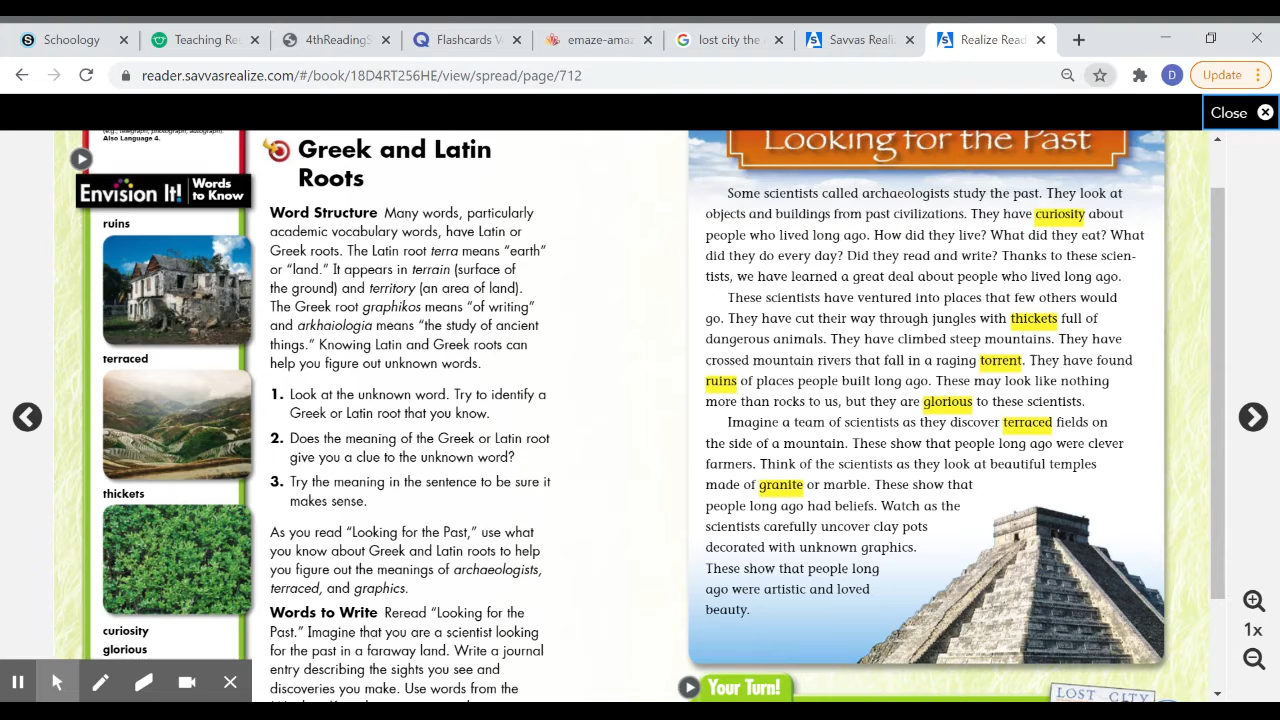 Schoology
Teaching Re
4thReadingS
Flashcards V
emaze-ama
lost city the
Savvas Reali
Realize Read
reader.savvasrealize.com/#/book/18D4RT256HE/view/spread/page/712
D
Update
Close
(e.g., telegraph, photograph, autograph).
Also Language 4.
Envision It! Words to Know
ruins
terraced
thickets
curiosity
glorious
Greek and Latin
Roots
Word Structure Many words, particularly
academic vocabulary words, have Latin or
Greek roots. The Latin root terra means “earth”
or “land.” It appears in terrain (surface of
the ground) and territory (an area of land).
The Greek root graphikos means “of writing”
and arkhaiologia means “the study of ancient
things.” Knowing Latin and Greek roots can
help you figure out unknown words.
1. Look at the unknown word. Try to identify a
Greek or Latin root that you know.
2. Does the meaning of the Greek or Latin root
give you a clue to the unknown word?
3. Try the meaning in the sentence to be sure it
makes sense.
As you read “Looking for the Past,” use what
you know about Greek and Latin roots to help
you figure out the meanings of archaeologists,
terraced, and graphics.
Words to Write Reread “Looking for the
Past.” Imagine that you are a scientist looking
for the past in a faraway land. Write a journal
entry describing the sights you see and
discoveries you make. Use words from the
Looking for the Past
Some scientists called archaeologists study the past. They look at
objects and buildings from past civilizations. They have curiosity about
people who lived long ago. How did they live? What did they eat? What
did they do every day? Did they read and write? Thanks to these scien-
tists, we have learned a great deal about people who lived long ago.
These scientists have ventured into places that few others would
go. They have cut their way through jungles with thickets full of
dangerous animals. They have climbed steep mountains. They have
crossed mountain rivers that fall in a raging torrent. They have found
ruins of places people built long ago. These may look like nothing
more than rocks to us, but they are glorious to these scientists.
Imagine a team of scientists as they discover terraced fields on
the side of a mountain. These show that people long ago were clever
farmers. Think of the scientists as they look at beautiful temples
made of granite or marble. These show that
people long ago had beliefs. Watch as the
scientists carefully uncover clay pots
decorated with unknown graphics.
These show that people long
ago were artistic and loved
beauty.
Your Turn!
LOST CITY
1x